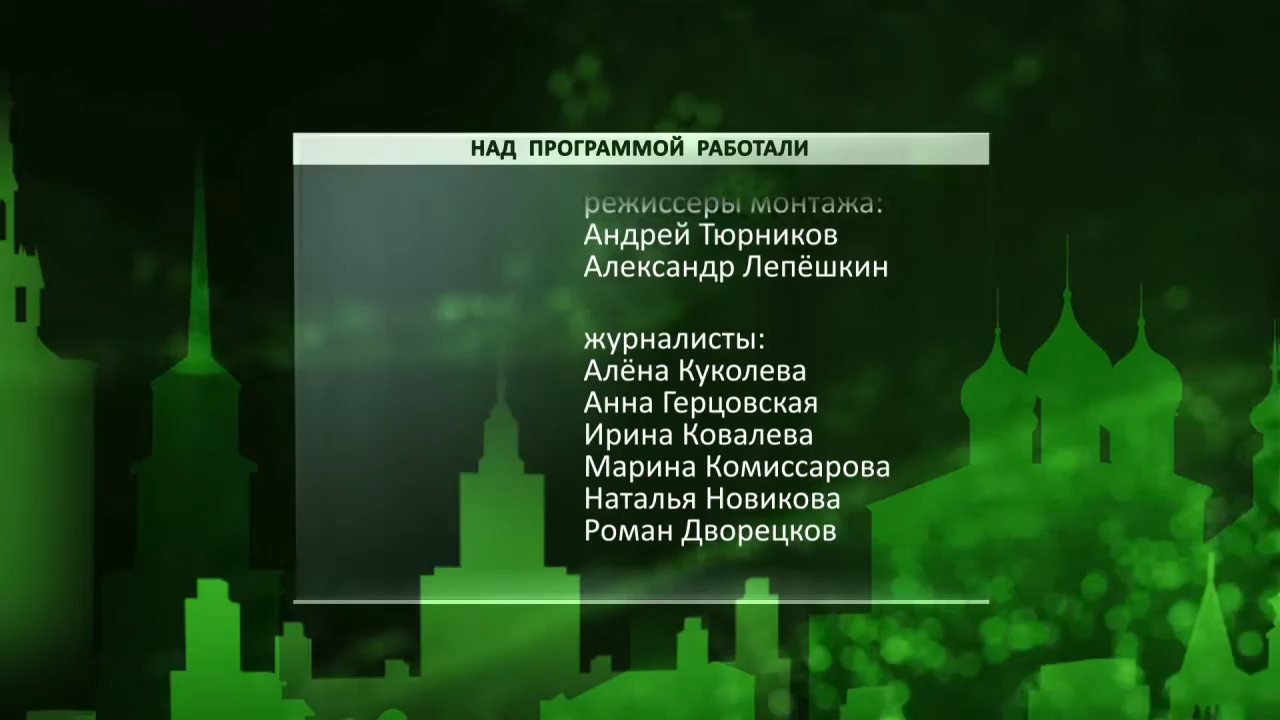 НАД ПРОГРАММОЙ РАБОТАЛИ
режиссеры монтажа:
Андрей Тюрников
Александр Лепёшкин
журналисты:
Алёна Куколева
Анна Герцовская
Ирина Ковалева
Марина Комиссарова
Наталья Новикова
Роман Дворецков